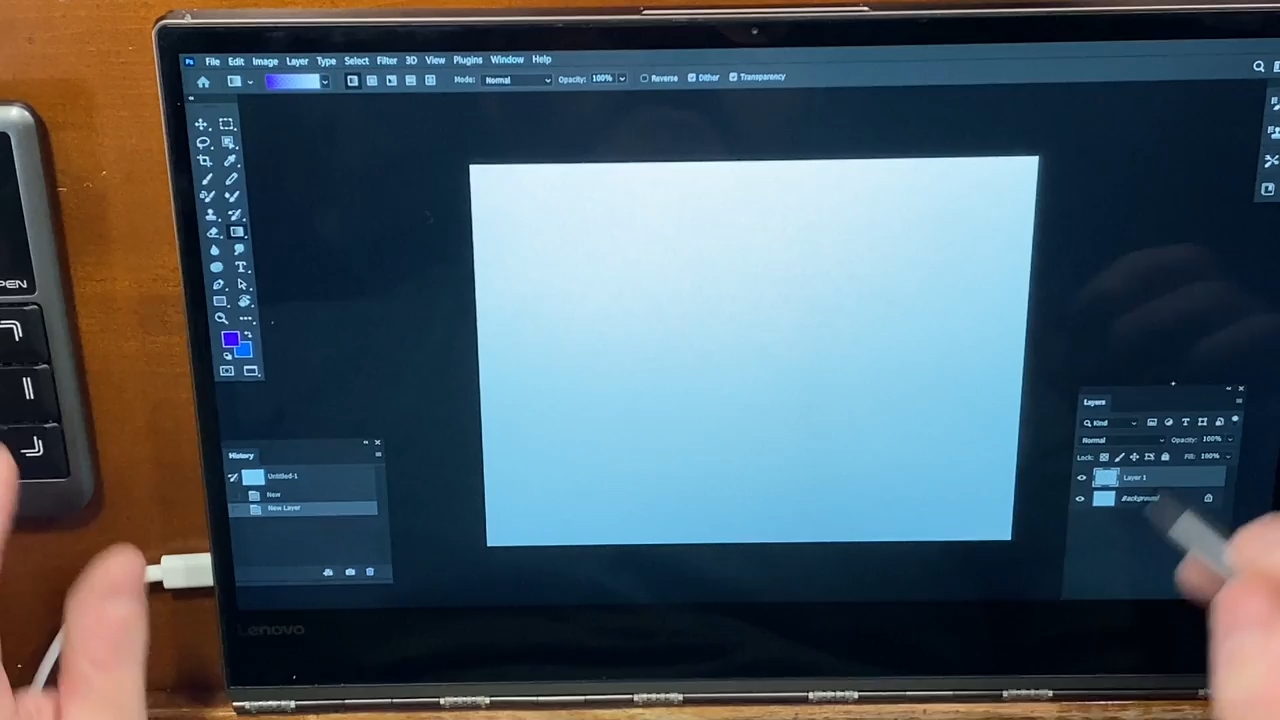 Ps File Edit Image Layer Type Select Filter 3D View Plugins Window Help
Mode: Normal Opacity: 100% Reverse Dither Transparency
T
PEN
History
Untitled-1
New
New Layer
Layers
Kind T
Normal Opacity: 100%
Lock: Fill: 100%
Layer 1
Background
Lenovo